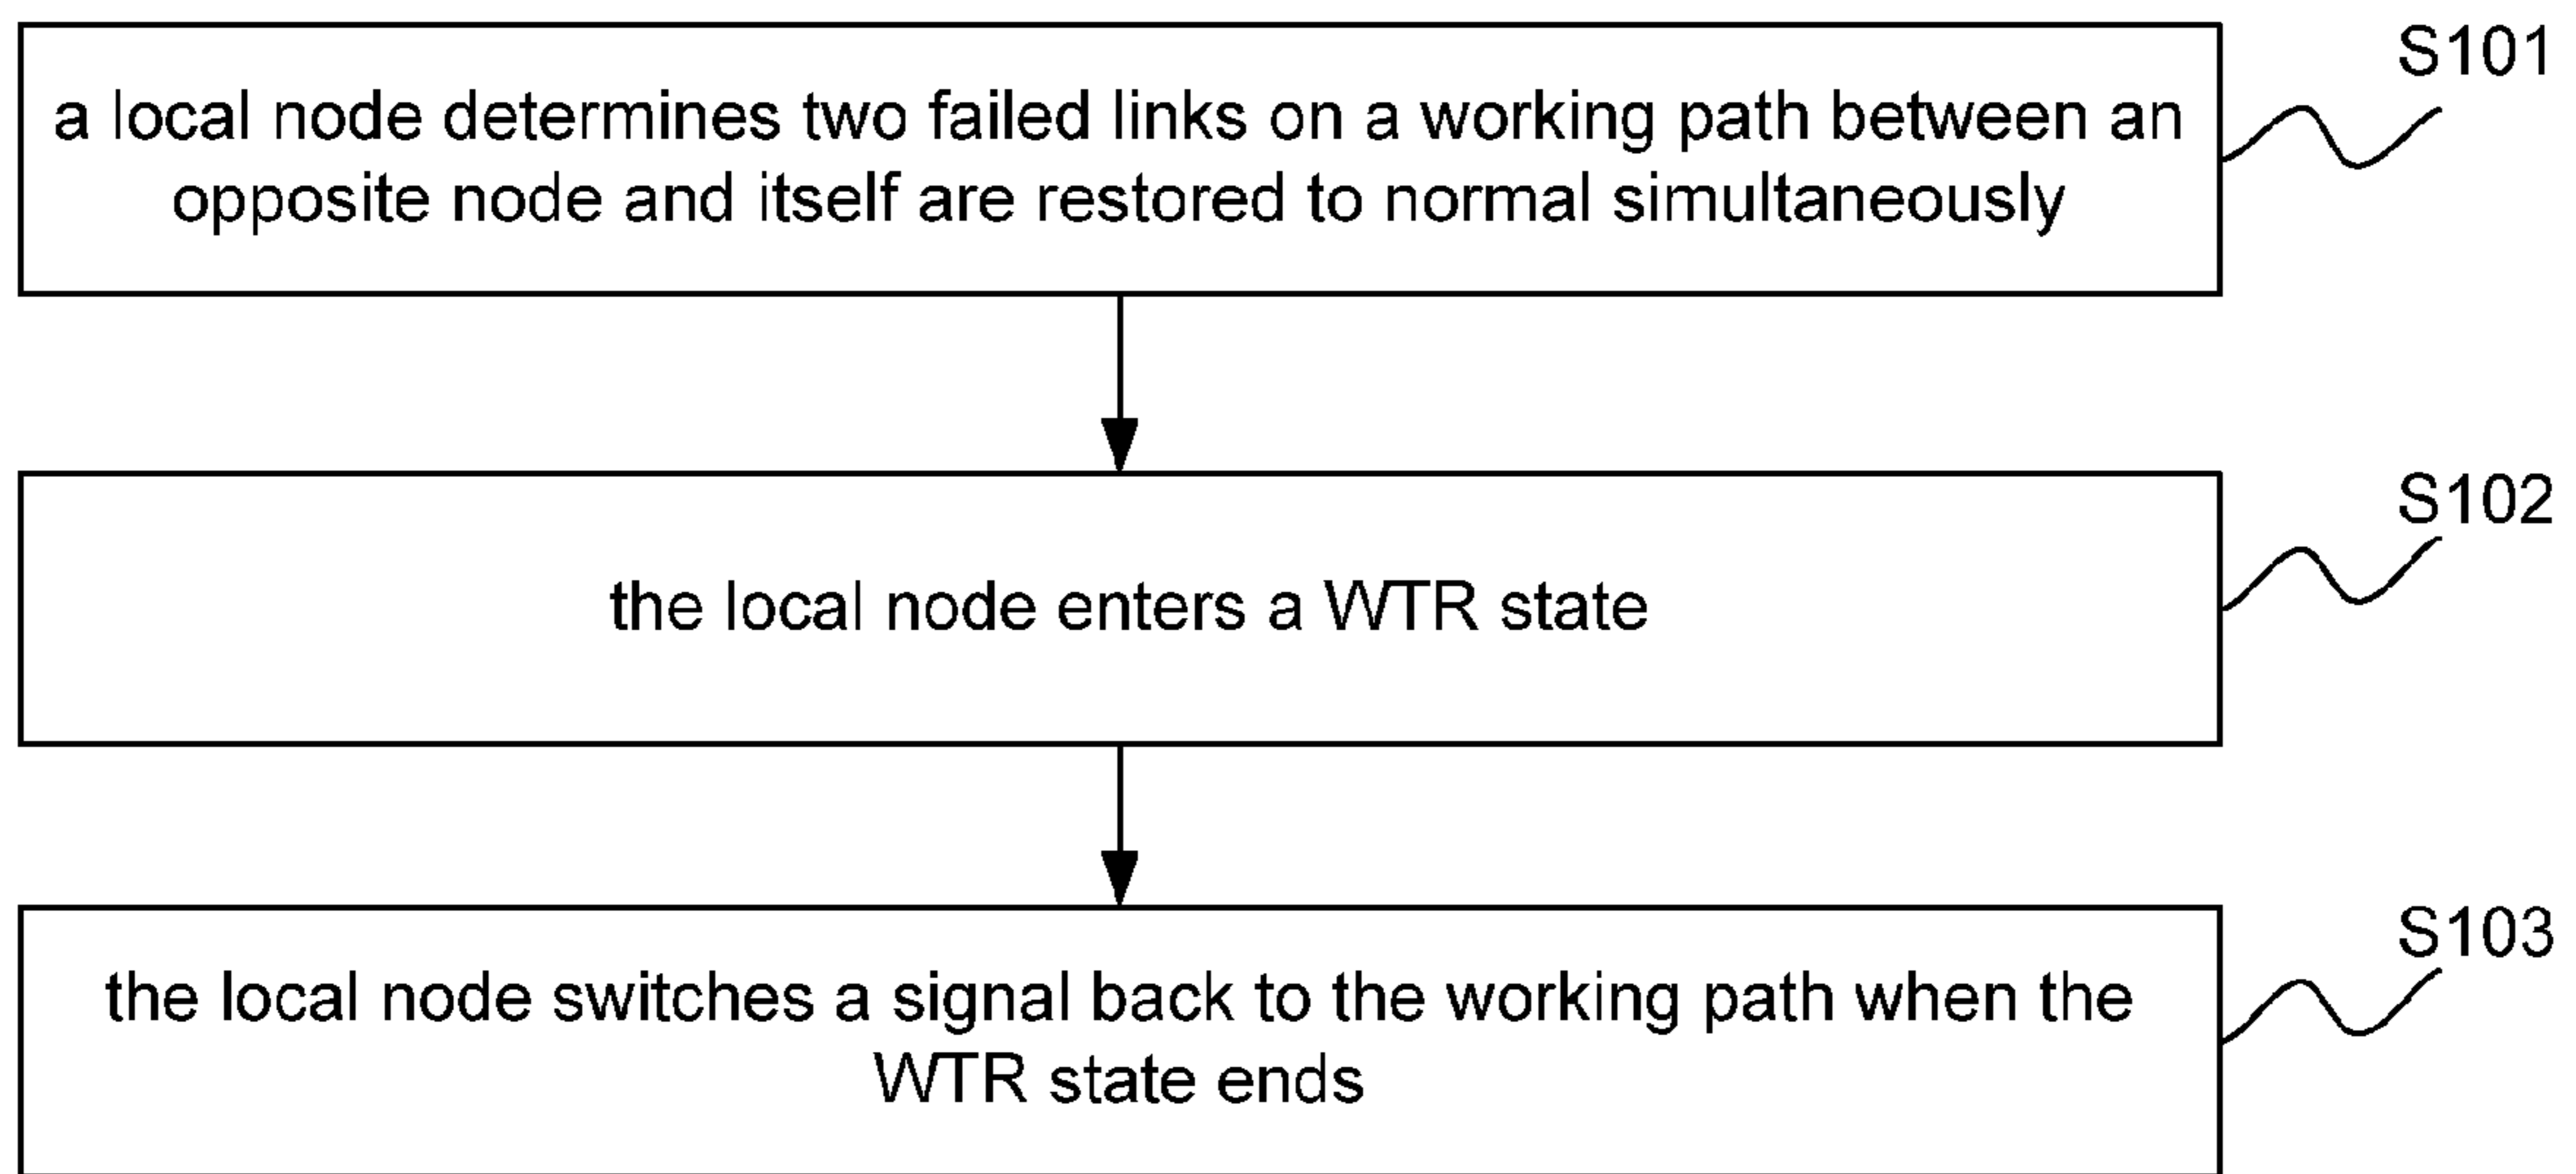 S101
a local node determines two failed links on a working path between an
opposite node and itself are restored to normal simultaneously
S102
the local node enters a WTR state
S103
the local node switches a signal back to the working path when the
WTR state ends